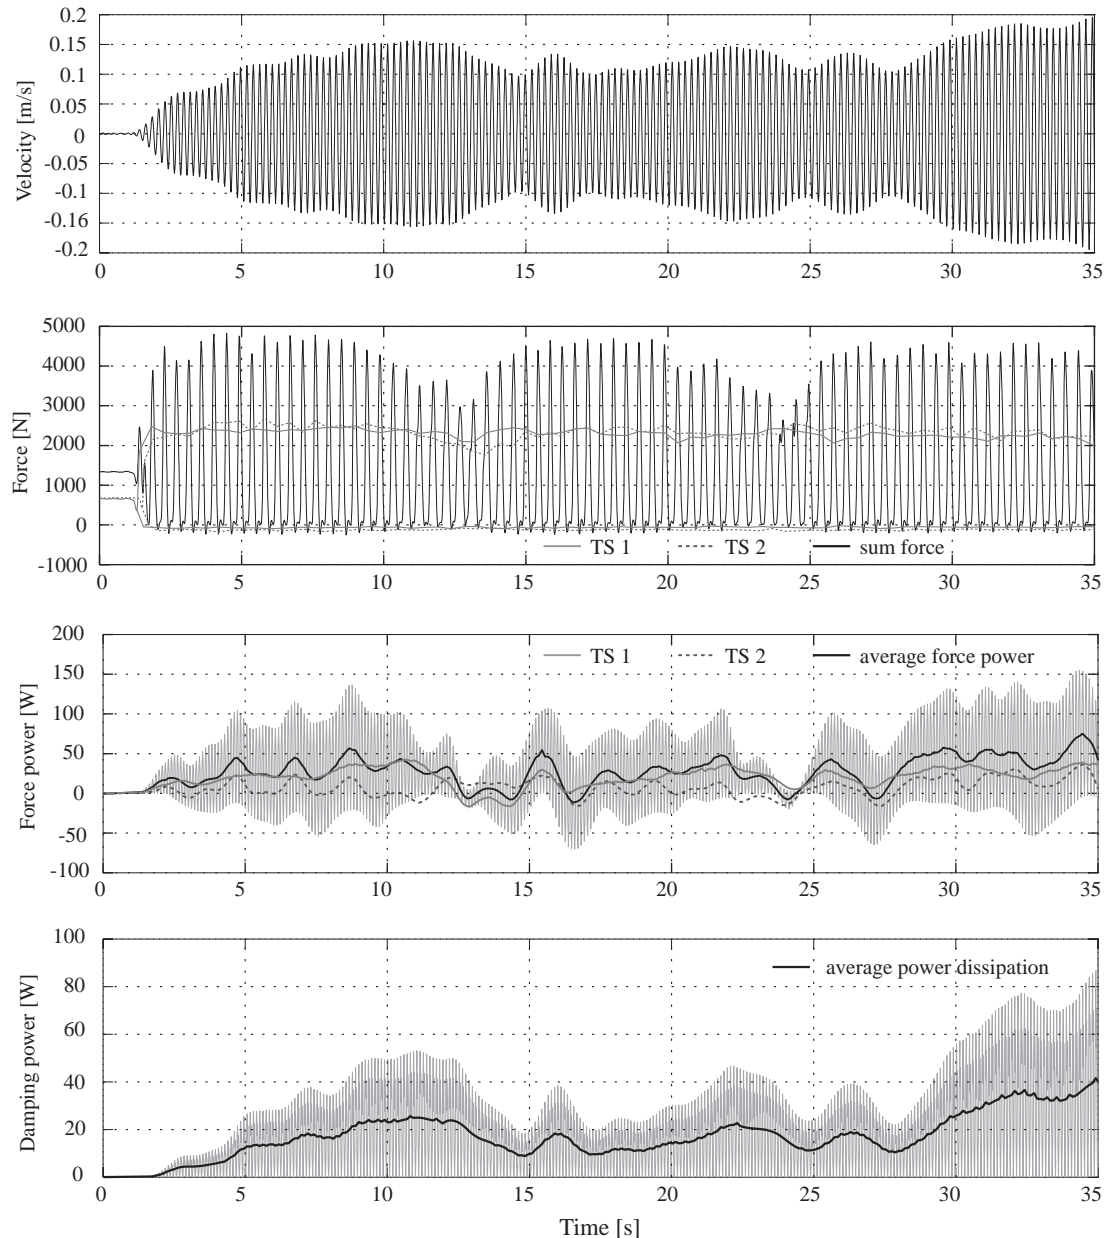 0.2
0.15
0.1
0.05
0
-0.05
-0.1
-0.16
-0.2
Velocity [m/s]
0 5 10 15 20 25 30 35
5000
4000
3000
2000
1000
0
-1000
Force [N]
TS 1 TS 2 sum force
0 5 10 15 20 25 30 35
200
150
100
50
0
-50
-100
Force power [W]
TS 1 TS 2 average force power
0 5 10 15 20 25 30 35
100
80
60
40
20
0
Damping power [W]
average power dissipation
0 5 10 15 20 25 30 35
Time [s]